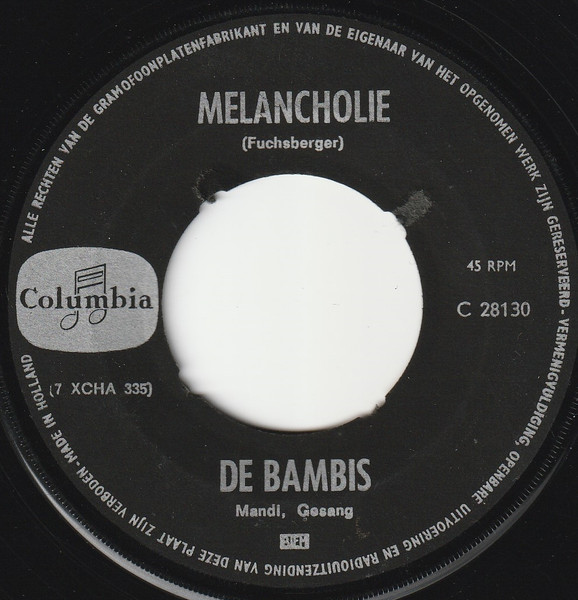 ALLE RECHTEN VAN DE GRAMOFOONPLATENFABRIKANT EN VAN DE EIGENAAR VAN HET OPGENOMEN WERK ZIJN GERESERVEERD - VERMENIGVULDIGING, OPENBARE UITVOERING EN RADIOUITZENDING VAN DEZE PLAAT ZIJN VERBODEN-MADE IN HOLLAND
MELANCHOLIE
(Fuchsberger)
Columbia
45 RPM
C 28130
(7 XCHA 335)
DE BAMBIS
Mandi, Gesang
BIEM